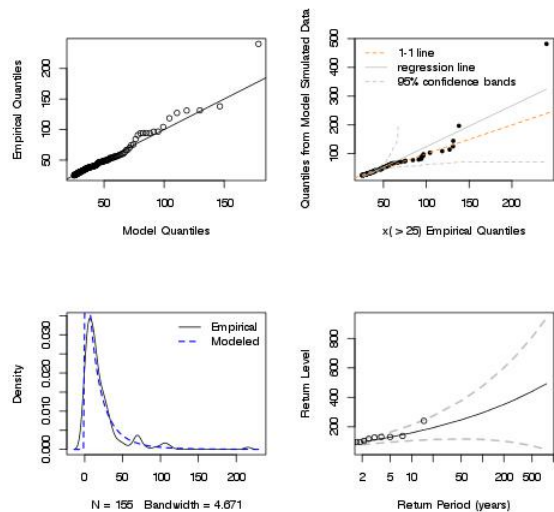 Empirical Quantiles
50
100
150
200
50
100
150
Model Quantiles
Quantiles from Model Simulated Data
100
200
300
400
500
1-1 line
regression line
95% confidence bands
50
100
150
200
x( > 25) Empirical Quantiles
Density
0.000
0.010
0.020
0.030
Empirical
Modeled
0
50
100
150
200
N = 155 Bandwidth = 4.671
Return Level
200
400
600
800
2
5
10
50
200
500
Return Period (years)